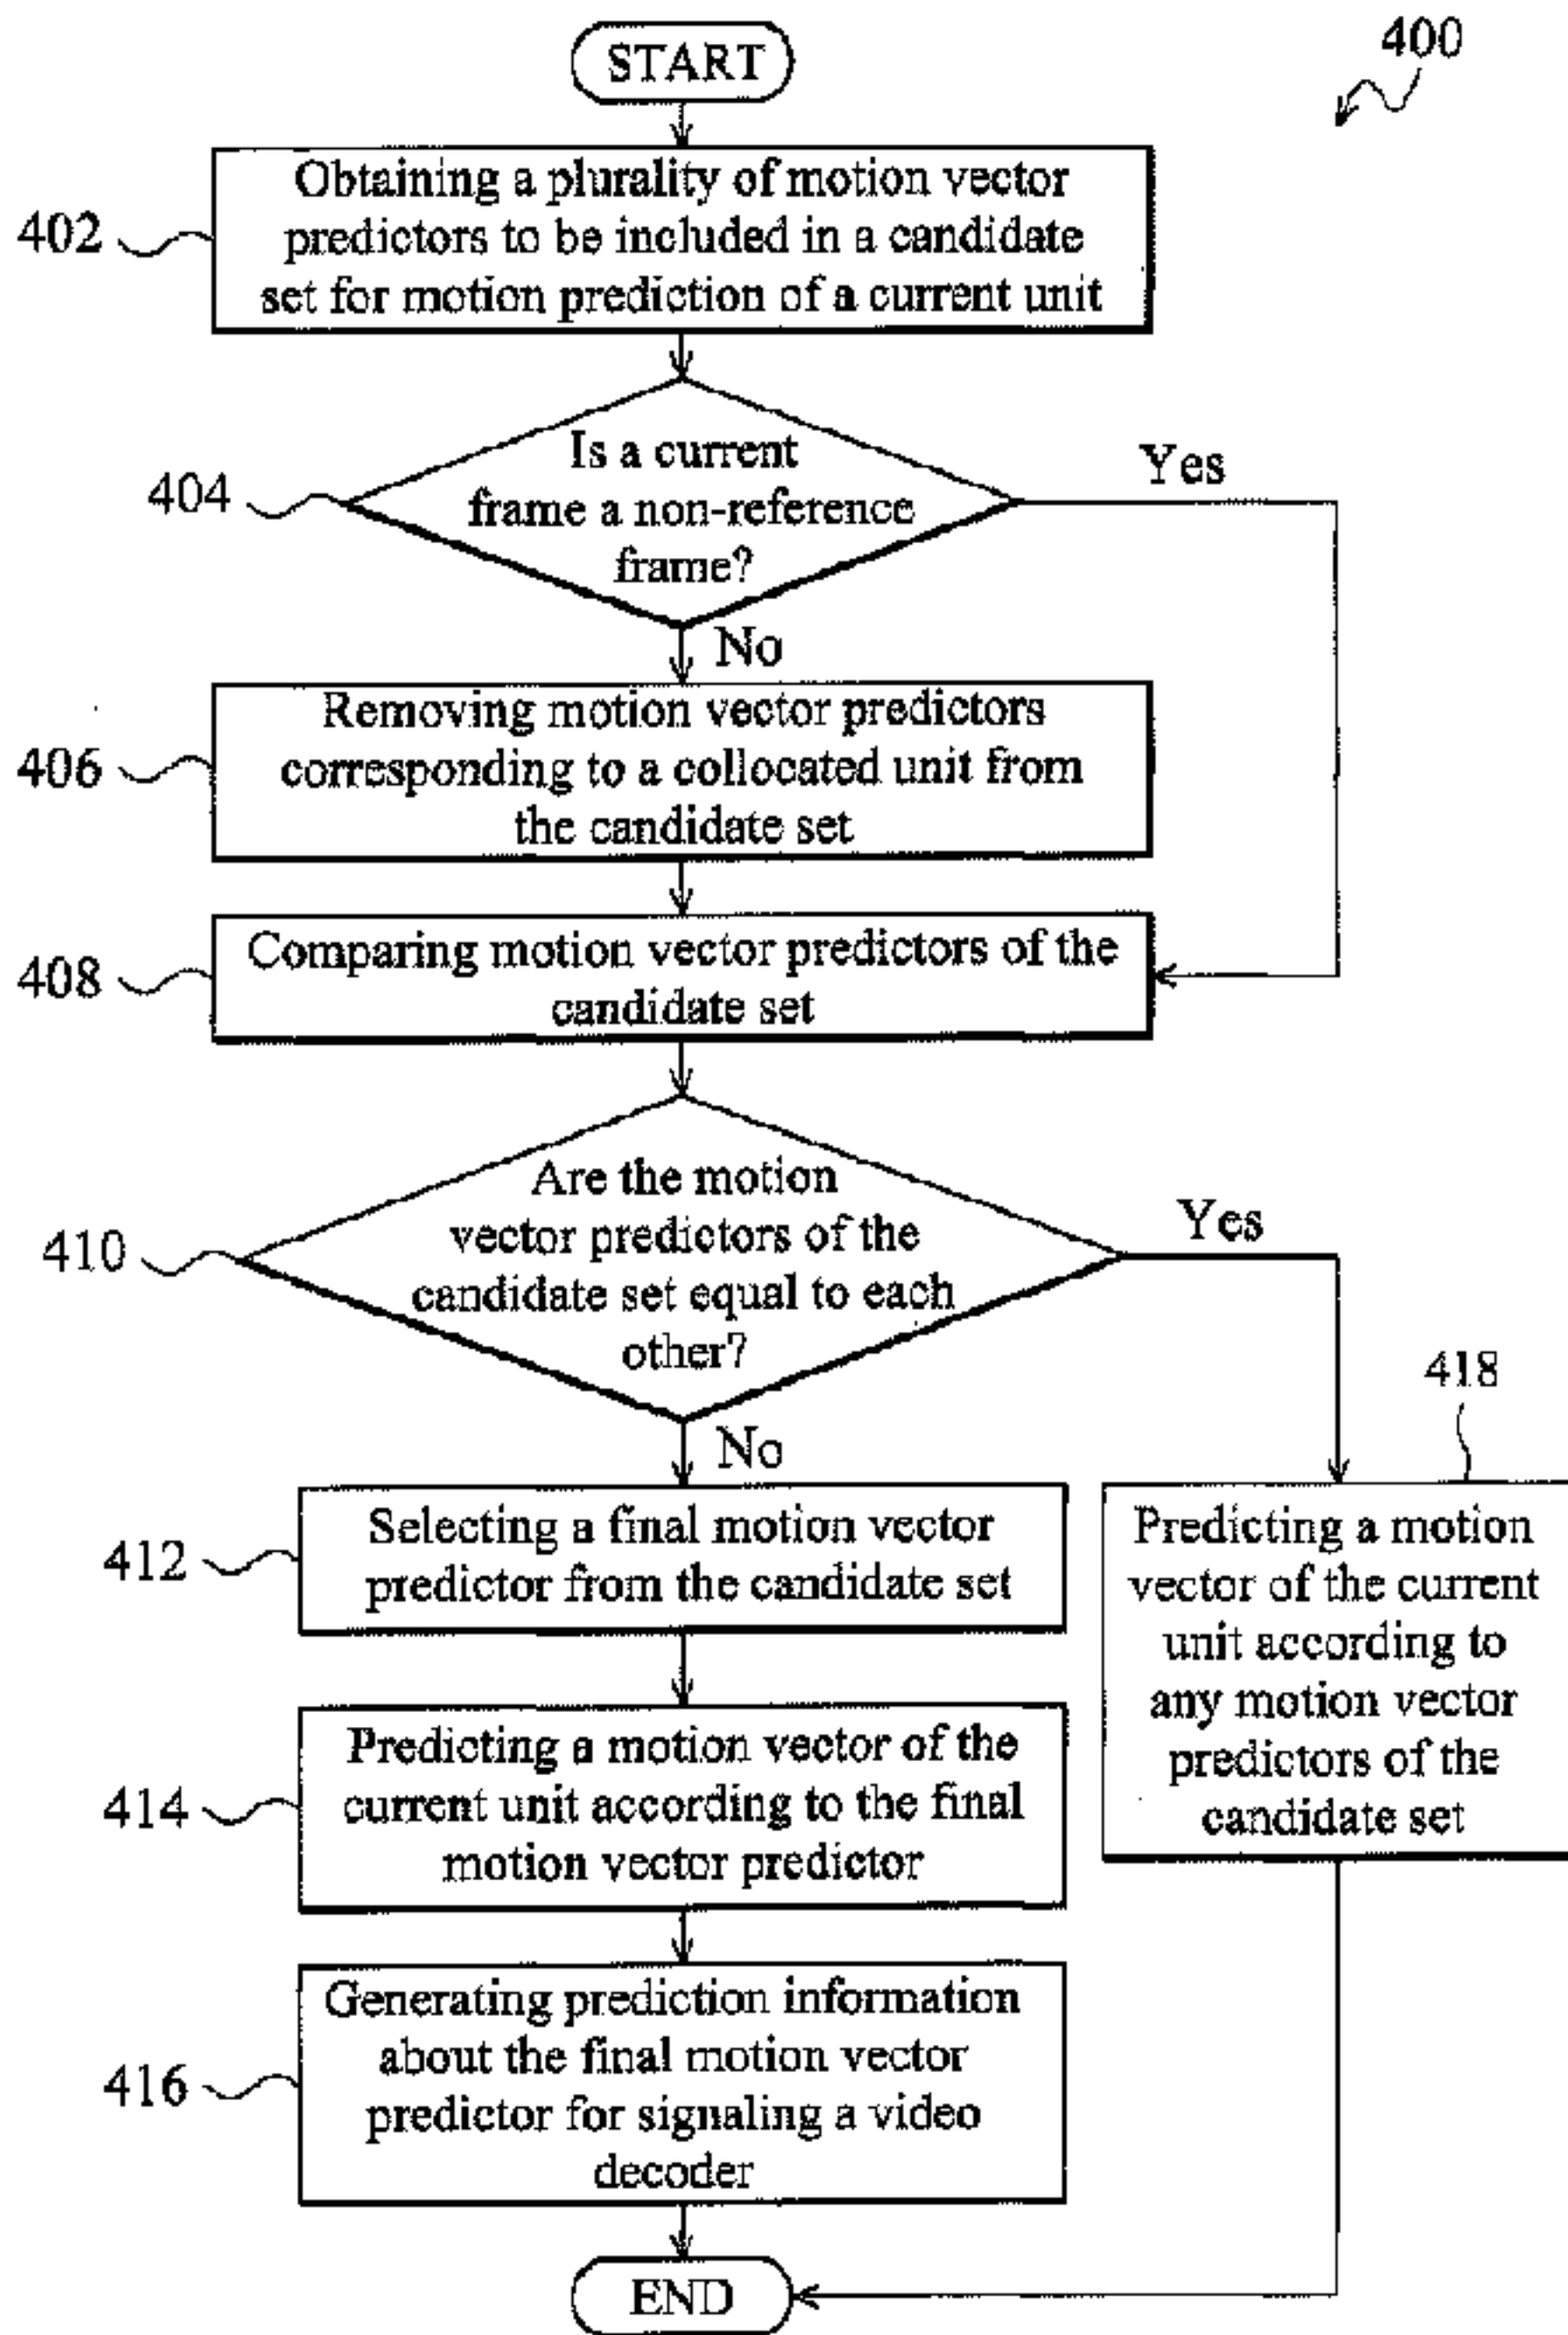 START
400
Obtaining a plurality of motion vector
predictors to be included in a candidate
set for motion prediction of a current unit
402
Is a current
frame a non-reference
frame?
404
Yes
No
Removing motion vector predictors
corresponding to a collocated unit from
the candidate set
406
Comparing motion vector predictors of the
candidate set
408
Are the motion
vector predictors of the
candidate set equal to each
other?
410
Yes
No
418
Selecting a final motion vector
predictor from the candidate set
412
Predicting a motion
vector of the current
unit according to
any motion vector
predictors of the
candidate set
Predicting a motion vector of the
current unit according to the final
motion vector predictor
414
Generating prediction information
about the final motion vector
predictor for signaling a video
decoder
416
END